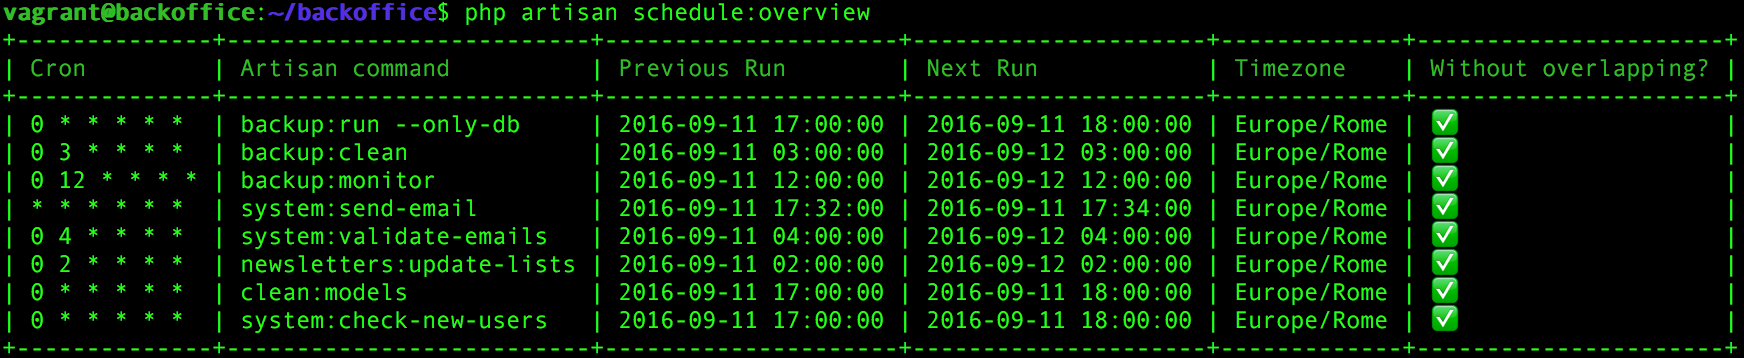 vagrant@backoffice:~/backoffice$ php artisan schedule:overview
+--------------+--------------------------+---------------------+---------------------+-------------+----------------------+
| Cron         | Artisan command          | Previous Run        | Next Run            | Timezone    | Without overlapping? |
+--------------+--------------------------+---------------------+---------------------+-------------+----------------------+
| 0 * * * * *  | backup:run --only-db     | 2016-09-11 17:00:00 | 2016-09-11 18:00:00 | Europe/Rome | ✅                    |
| 0 3 * * * *  | backup:clean             | 2016-09-11 03:00:00 | 2016-09-12 03:00:00 | Europe/Rome | ✅                    |
| 0 12 * * * * | backup:monitor           | 2016-09-11 12:00:00 | 2016-09-12 12:00:00 | Europe/Rome | ✅                    |
| * * * * * *  | system:send-email        | 2016-09-11 17:32:00 | 2016-09-11 17:34:00 | Europe/Rome | ✅                    |
| 0 4 * * * *  | system:validate-emails   | 2016-09-11 04:00:00 | 2016-09-12 04:00:00 | Europe/Rome | ✅                    |
| 0 2 * * * *  | newsletters:update-lists | 2016-09-11 02:00:00 | 2016-09-12 02:00:00 | Europe/Rome | ✅                    |
| 0 * * * * *  | clean:models             | 2016-09-11 17:00:00 | 2016-09-11 18:00:00 | Europe/Rome | ✅                    |
| 0 * * * * *  | system:check-new-users   | 2016-09-11 17:00:00 | 2016-09-11 18:00:00 | Europe/Rome | ✅                    |
+--------------+--------------------------+---------------------+---------------------+-------------+----------------------+